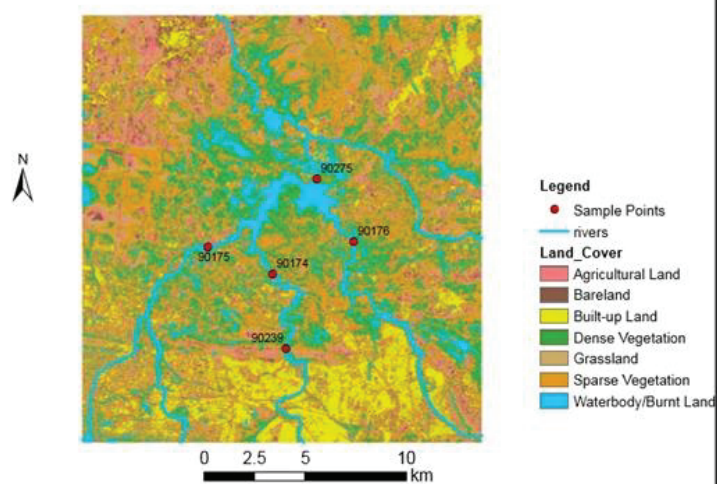 N
90275
90176
90175
90174
90239
0 2.5 5 10
km
Legend
Sample Points
rivers
Land_Cover
Agricultural Land
Bareland
Built-up Land
Dense Vegetation
Grassland
Sparse Vegetation
Waterbody/Burnt Land